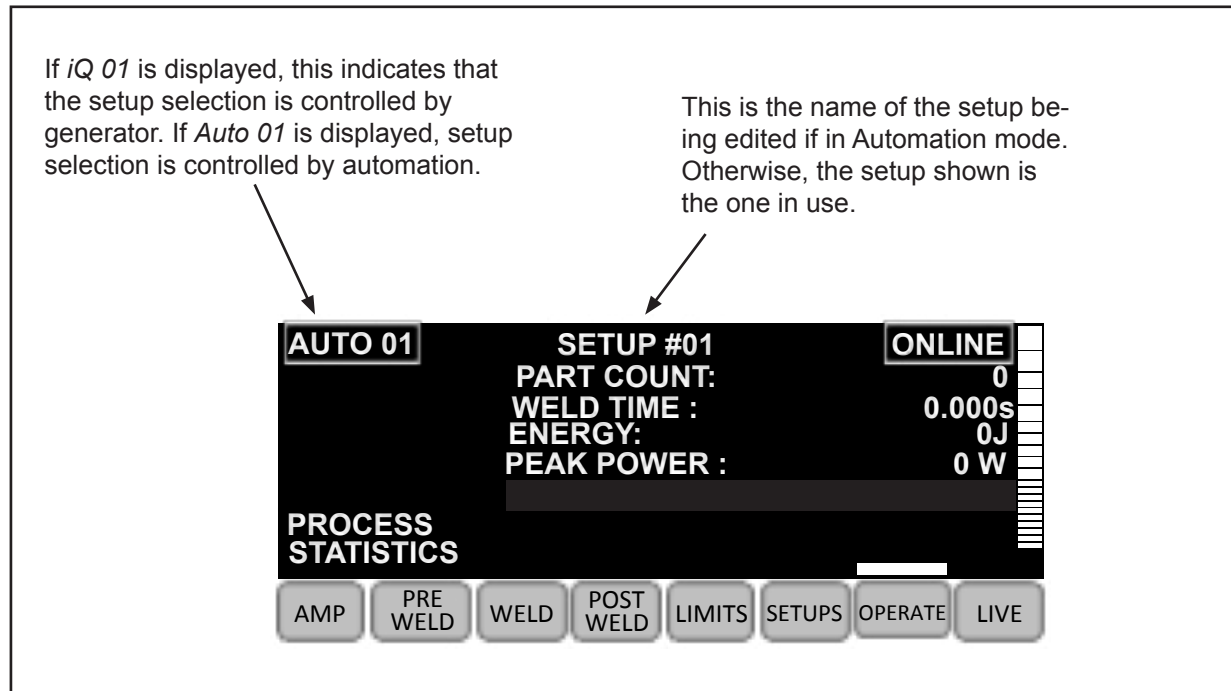 If iQ 01 is displayed, this indicates that
the setup selection is controlled by
generator. If Auto 01 is displayed, setup
selection is controlled by automation.
This is the name of the setup be-
ing edited if in Automation mode.
Otherwise, the setup shown is
the one in use.
AUTO 01 SETUP #01 ONLINE
PART COUNT: 0
WELD TIME : 0.000s
ENERGY: 0J
PEAK POWER : 0 W
PROCESS
STATISTICS
AMP PRE WELD WELD POST WELD LIMITS SETUPS OPERATE LIVE